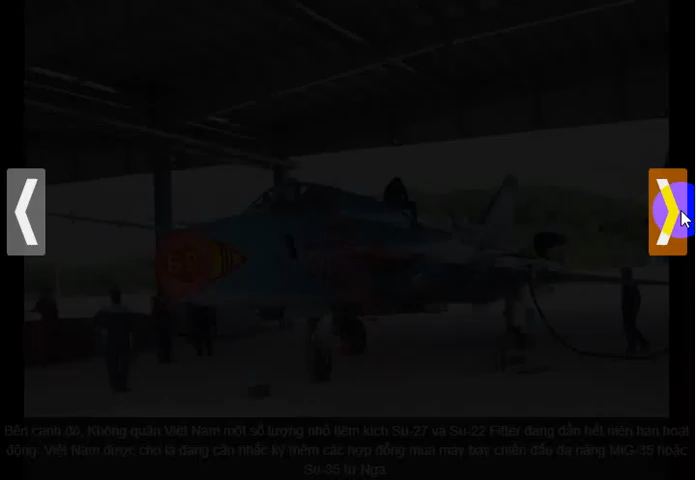 Bên cạnh đó, Không quân Việt Nam một số lượng nhỏ tiêm kích Su-27 và Su-22 Fitter đang dần hết niên hạn hoạt
động. Việt Nam được cho là đang cân nhắc ký thêm các hợp đồng mua máy bay chiến đấu đa năng MiG-35 hoặc
Su-35 từ Nga.